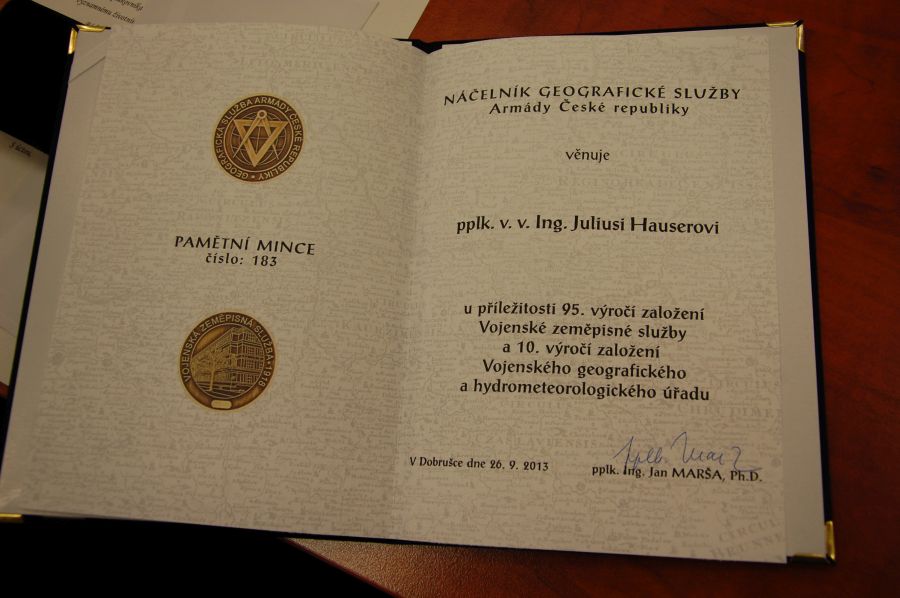 GEOGRAFICKÁ SLUŽBA ARMÁDY ČESKÉ REPUBLIKY
PAMĚTNÍ MINCE
číslo: 183
VOJENSKÁ ZEMĚPISNÁ SLUŽBA • 1918
NÁČELNÍK GEOGRAFICKÉ SLUŽBY
Armády České republiky
věnuje
pplk. v. v. Ing. Juliusi Hauserovi
u příležitosti 95. výročí založení
Vojenské zeměpisné služby
a 10. výročí založení
Vojenského geografického
a hydrometeorologického úřadu
V Dobrušce dne 26. 9. 2013
pplk. Ing. Jan MARŠA, Ph.D.